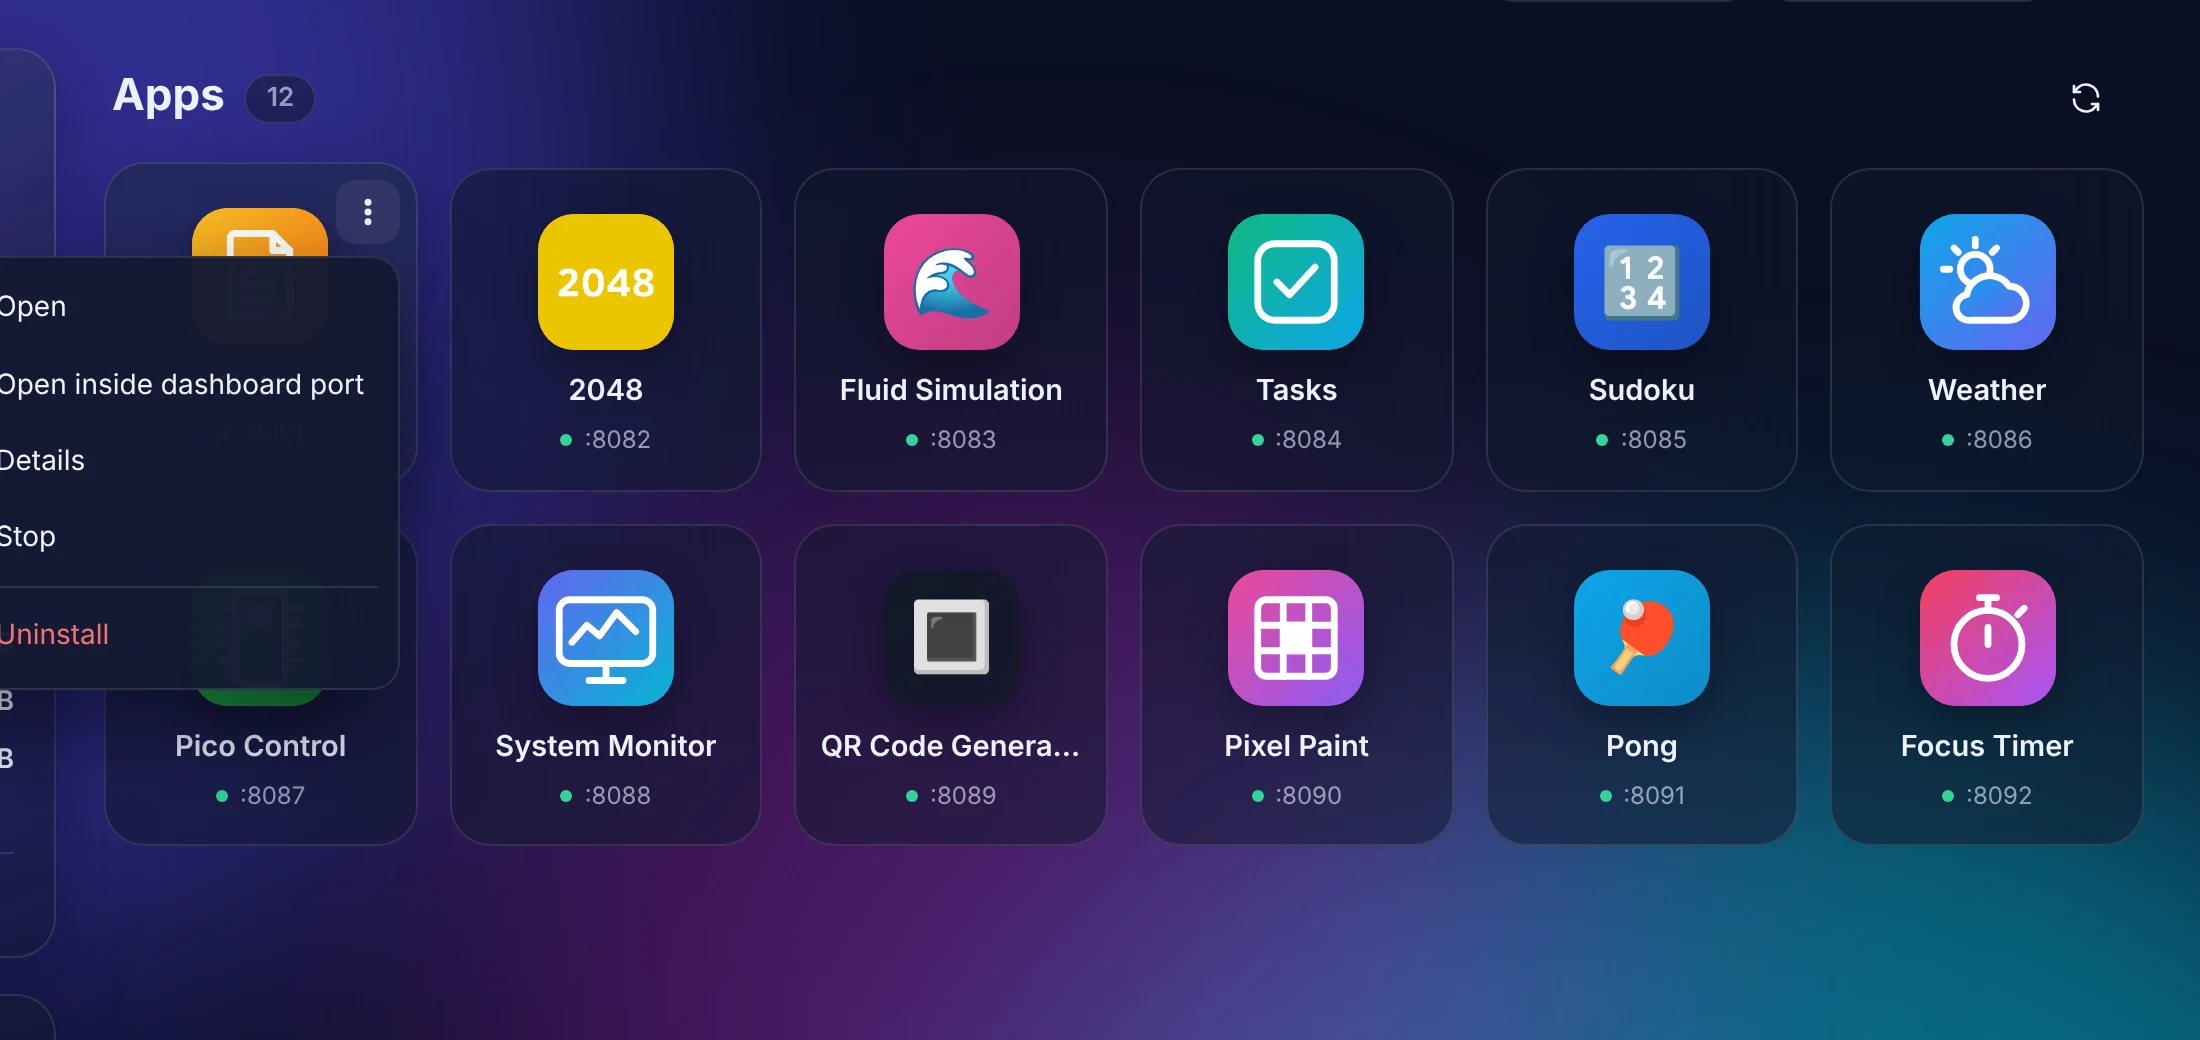 Apps 12
2048
1 2
3 4
Open
Open inside dashboard port
Details
Stop
Uninstall
2048
:8082
Fluid Simulation
:8083
Tasks
:8084
Sudoku
:8085
Weather
:8086
B
B
Pico Control
:8087
System Monitor
:8088
QR Code Genera...
:8089
Pixel Paint
:8090
Pong
:8091
Focus Timer
:8092